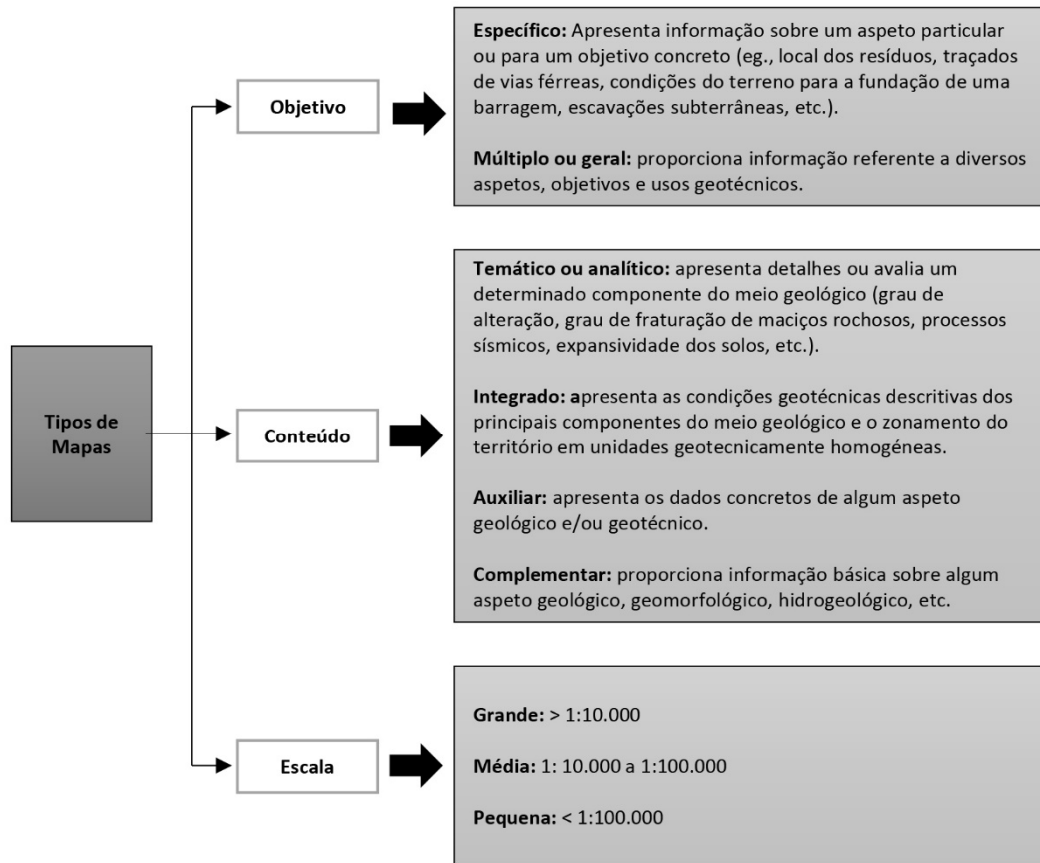 Específico: Apresenta informação sobre um aspeto particular
ou para um objetivo concreto (eg., local dos resíduos, traçados
de vias férreas, condições do terreno para a fundação de uma
barragem, escavações subterrâneas, etc.).
Objetivo
Múltiplo ou geral: proporciona informação referente a diversos
aspetos, objetivos e usos geotécnicos.
Temático ou analítico: apresenta detalhes ou avalia um
determinado componente do meio geológico (grau de
alteração, grau de fraturação de maciços rochosos, processos
sísmicos, expansividade dos solos, etc.).
Tipos de
Mapas
Conteúdo
Integrado: apresenta as condições geotécnicas descritivas dos
principais componentes do meio geológico e o zonamento do
território em unidades geotecnicamente homogéneas.
Auxiliar: apresenta os dados concretos de algum aspeto
geológico e/ou geotécnico.
Complementar: proporciona informação básica sobre algum
aspeto geológico, geomorfológico, hidrogeológico, etc.
Escala
Grande: > 1:10.000
Média: 1: 10.000 a 1:100.000
Pequena: < 1:100.000